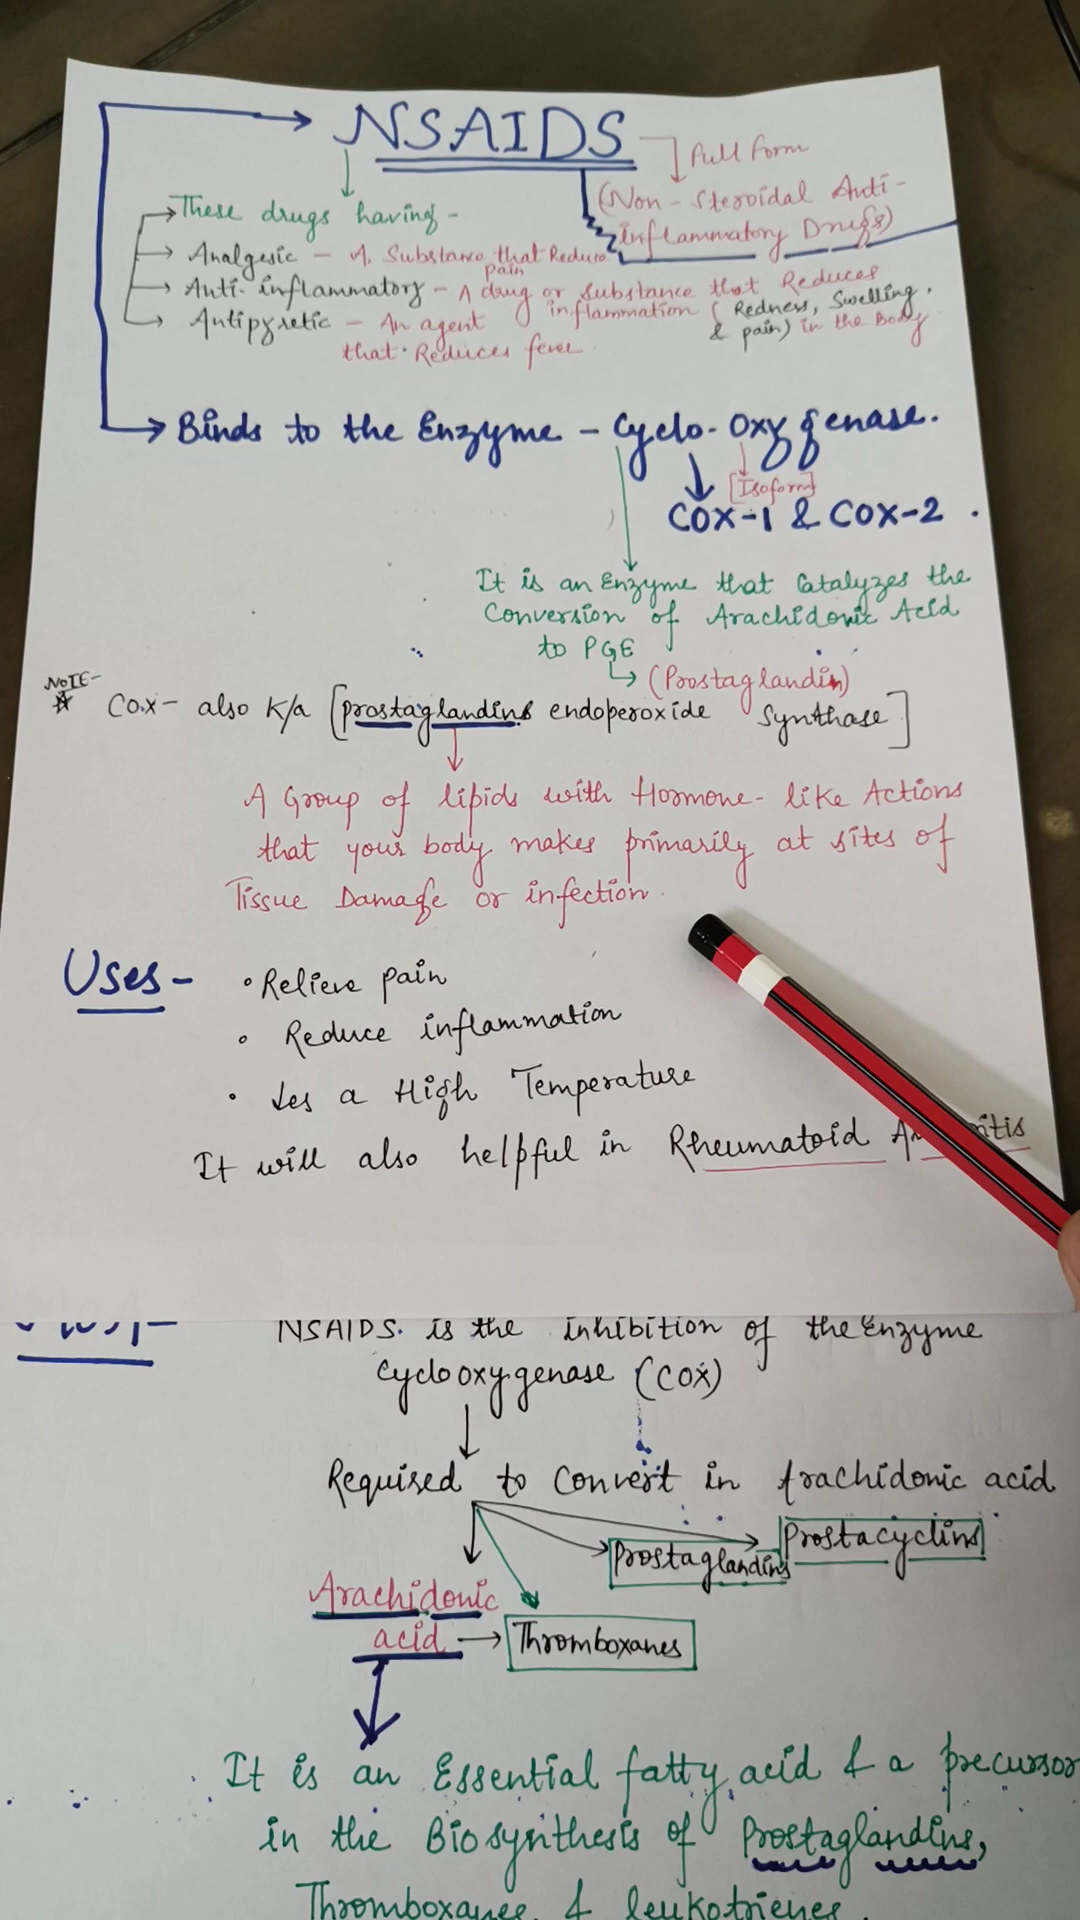 NSAIDS
Full Form
(Non-Steroidal Anti-
inflammatory Drugs)
These drugs having-
Analgesic - A Substance that Reduce
pain
Anti-inflammatory - A drug or substance that Reduces
inflammation ( Redness, Swelling,
& pain) in the Body
Antipyretic - An agent
that Reduces fever
Binds to the Enzyme - Cyclo-Oxygenase.
[Isoform]
COX-1 & COX-2.
It is an Enzyme that Catalyzes the
Conversion of Arachidonic Acid
to PGE
(Prostaglandin)
NOTE-
COX- also K/a [prostaglandins endoperoxide Synthase]
A Group of lipids with Hormone-like Actions
that your body makes primarily at sites of
Tissue Damage or infection.
Uses-
• Relieve pain
• Reduce inflammation
• a High Temperature
It will also helpful in Rheumatoid
NSAIDS. is the inhibition of the Enzyme
Cyclooxygenase (COX)
Required to Convert in Arachidonic acid
Prostacyclins
Prostaglandins
Arachidonic
acid → Thromboxanes
It is an Essential fatty acid & a precursor
in the Biosynthesis of Prostaglandins,
Thromboxanes & leukotrienes.